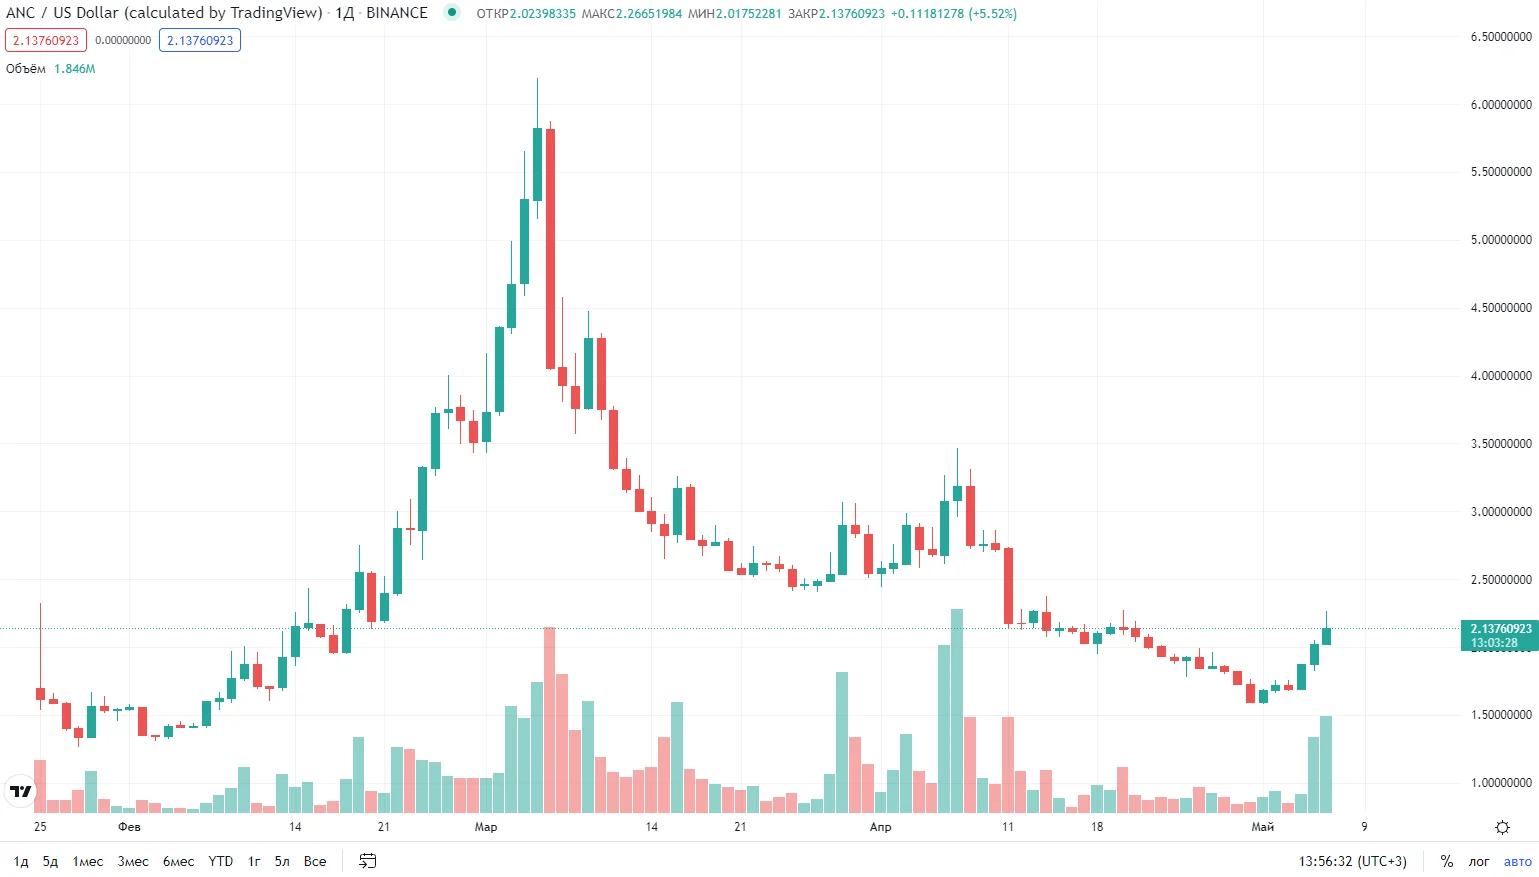 ANC / US Dollar (calculated by TradingView) · 1Д · BINANCE ОТКР2.02398335 МАКС2.26651984 МИН2.01752281 ЗАКР2.13760923 +0.11181278 (+5.52%)
2.13760923 0.00000000 2.13760923
Объём 1.846M
6.50000000
6.00000000
5.50000000
5.00000000
4.50000000
4.00000000
3.50000000
3.00000000
2.50000000
2.13760923
13:03:28
1.50000000
1.00000000
25 Фев 14 21 Мар 14 21 Апр 11 18 Май 9
1д 5д 1мес 3мес 6мес YTD 1г 5л Все 13:56:32 (UTC+3) % лог авто